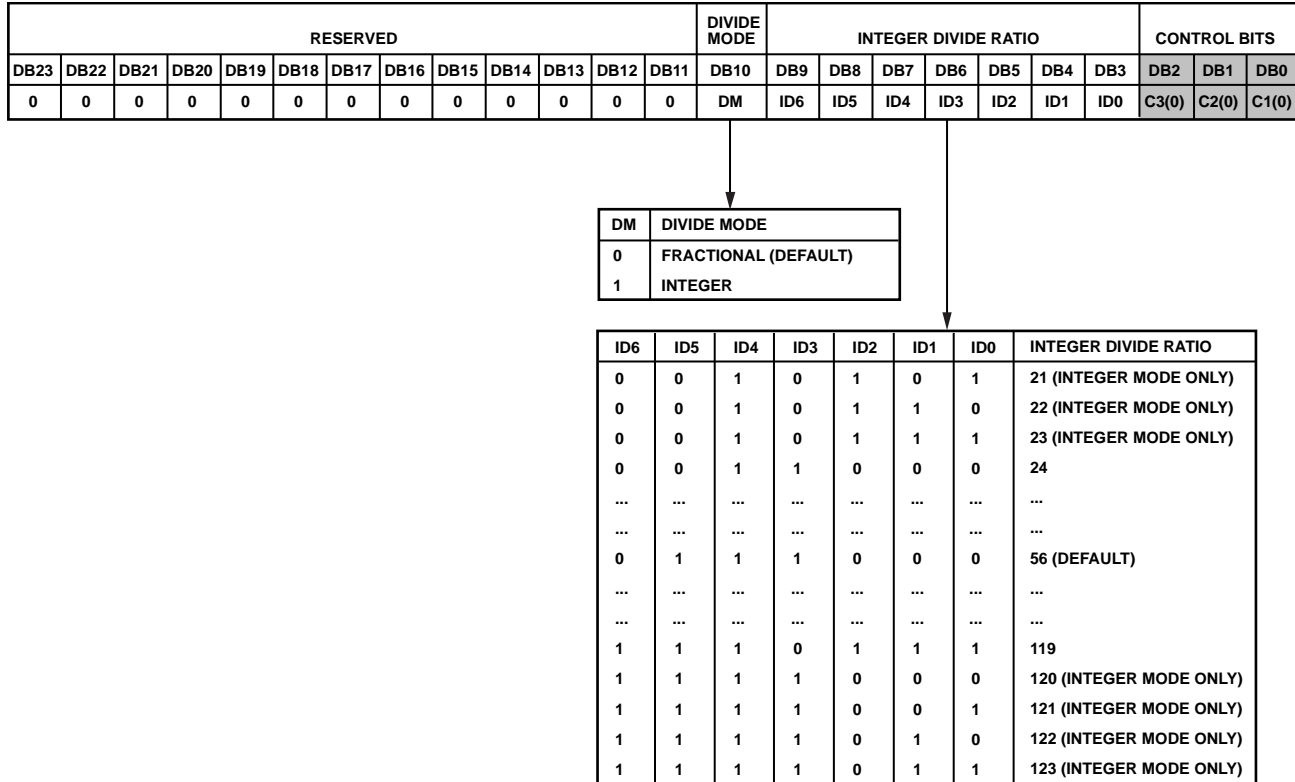 RESERVED DIVIDE MODE INTEGER DIVIDE RATIO CONTROL BITS
DB23 DB22 DB21 DB20 DB19 DB18 DB17 DB16 DB15 DB14 DB13 DB12 DB11 DB10 DB9 DB8 DB7 DB6 DB5 DB4 DB3 DB2 DB1 DB0
0 0 0 0 0 0 0 0 0 0 0 0 0 DM ID6 ID5 ID4 ID3 ID2 ID1 ID0 C3(0) C2(0) C1(0)
DM DIVIDE MODE
0 FRACTIONAL (DEFAULT)
1 INTEGER
ID6 ID5 ID4 ID3 ID2 ID1 ID0 INTEGER DIVIDE RATIO
0 0 1 0 1 0 1 21 (INTEGER MODE ONLY)
0 0 1 0 1 1 0 22 (INTEGER MODE ONLY)
0 0 1 0 1 1 1 23 (INTEGER MODE ONLY)
0 0 1 1 0 0 0 24
... ... ... ... ... ... ... ...
... ... ... ... ... ... ... ...
0 1 1 1 0 0 0 56 (DEFAULT)
... ... ... ... ... ... ... ...
... ... ... ... ... ... ... ...
1 1 1 0 1 1 1 119
1 1 1 1 0 0 0 120 (INTEGER MODE ONLY)
1 1 1 1 0 0 1 121 (INTEGER MODE ONLY)
1 1 1 1 0 1 0 122 (INTEGER MODE ONLY)
1 1 1 1 0 1 1 123 (INTEGER MODE ONLY)